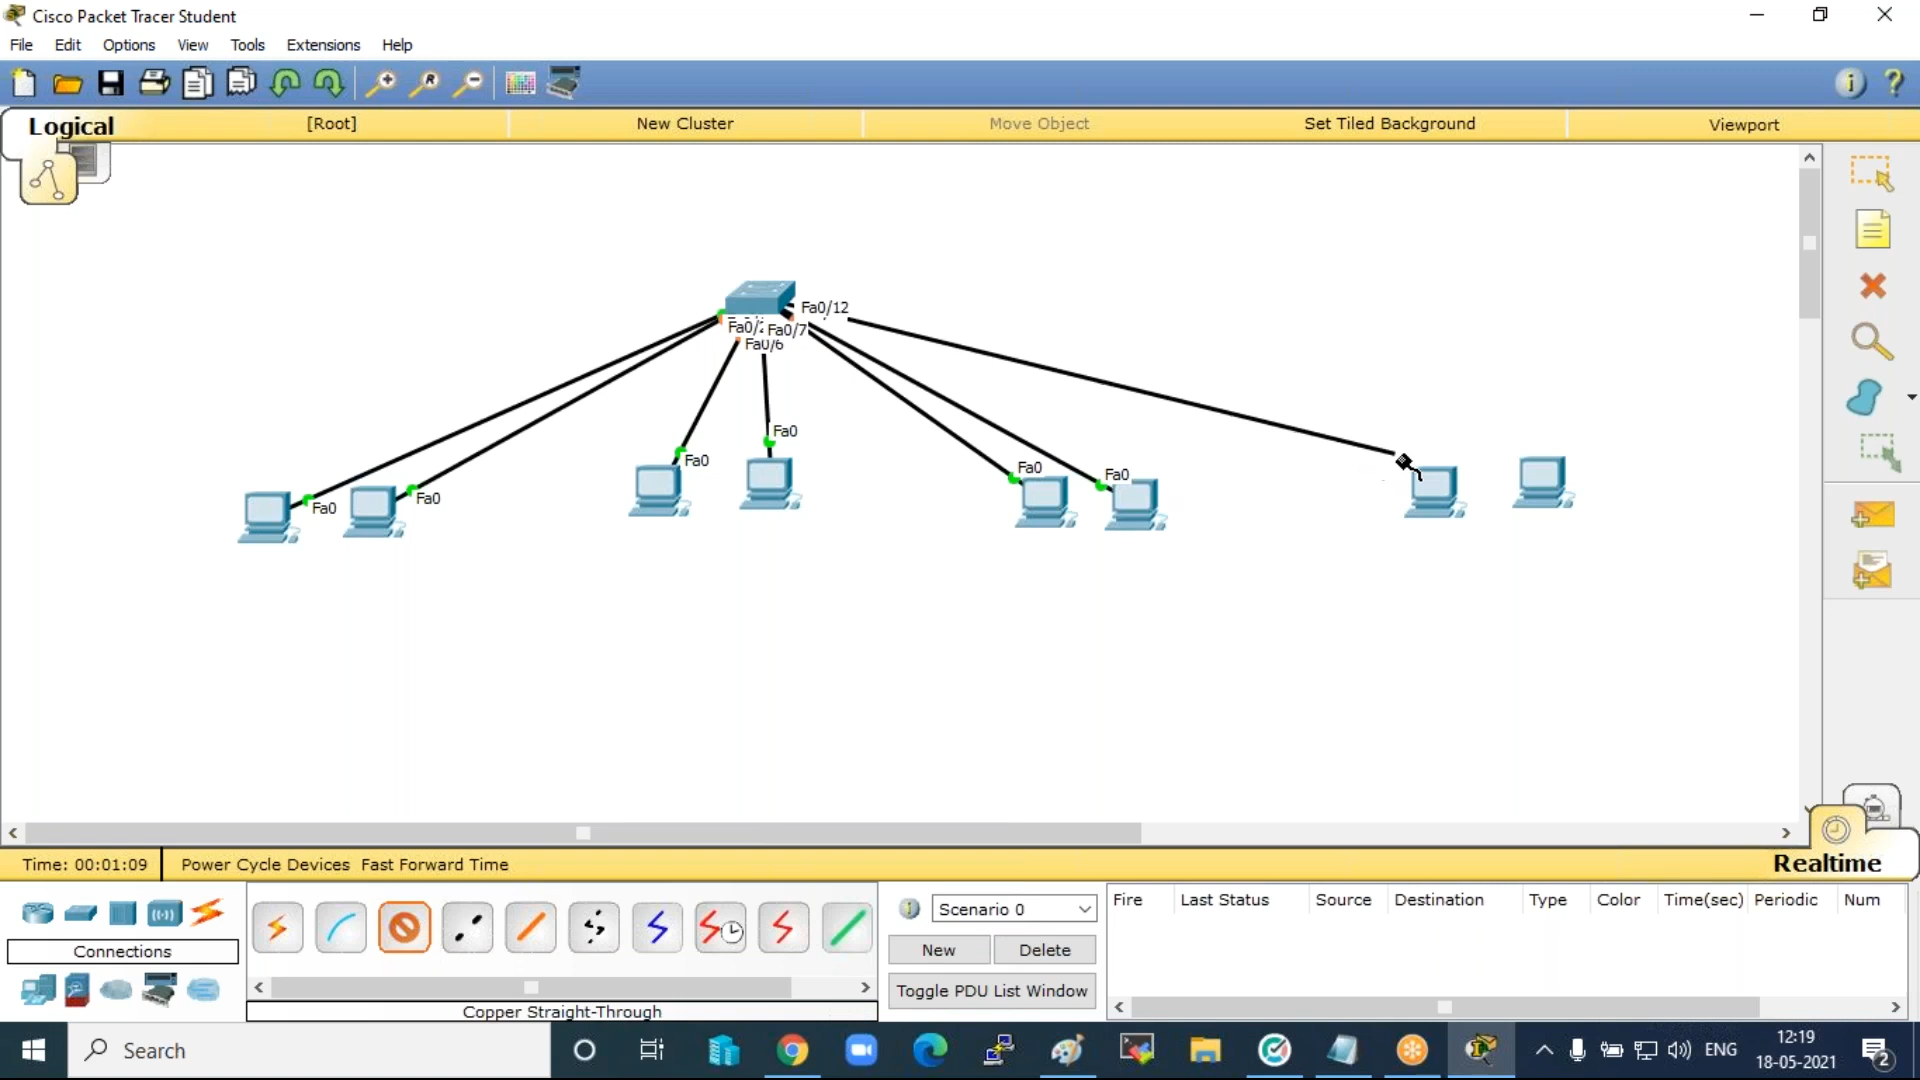 Cisco Packet Tracer Student
File Edit Options View Tools Extensions Help
Logical [Root] New Cluster Move Object Set Tiled Background Viewport
Fa0/12
Fa0/7
Fa0/6
Fa0
Fa0
Fa0
Fa0
Fa0
Fa0
Time: 00:01:09 Power Cycle Devices Fast Forward Time Realtime
Connections
Copper Straight-Through
Scenario 0
New Delete
Toggle PDU List Window
Fire Last Status Source Destination Type Color Time(sec) Periodic Num
Search
ENG
12:19
18-05-2021
2